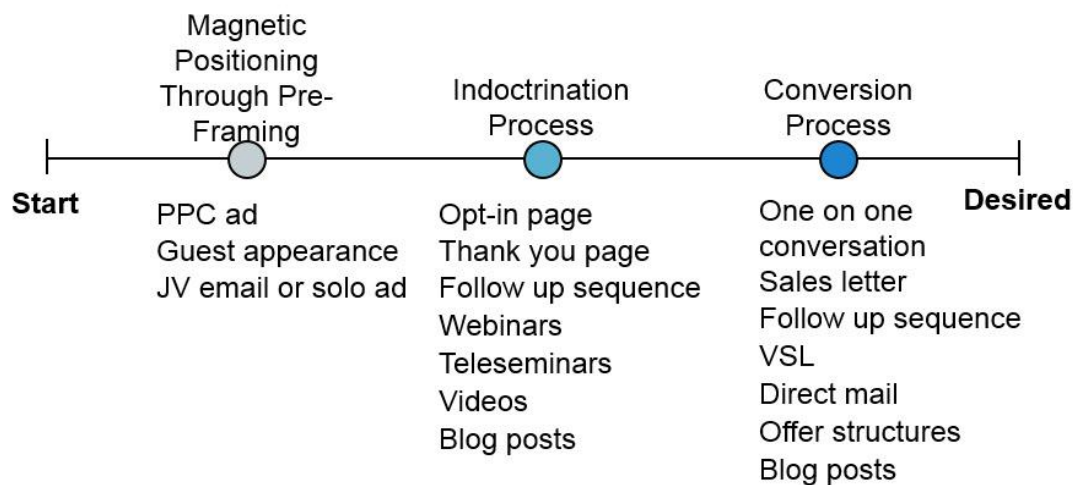 Magnetic
Positioning
Through Pre-
Framing
Indoctrination
Process
Conversion
Process
Start
Desired
PPC ad
Guest appearance
JV email or solo ad
Opt-in page
Thank you page
Follow up sequence
Webinars
Teleseminars
Videos
Blog posts
One on one
conversation
Sales letter
Follow up sequence
VSL
Direct mail
Offer structures
Blog posts